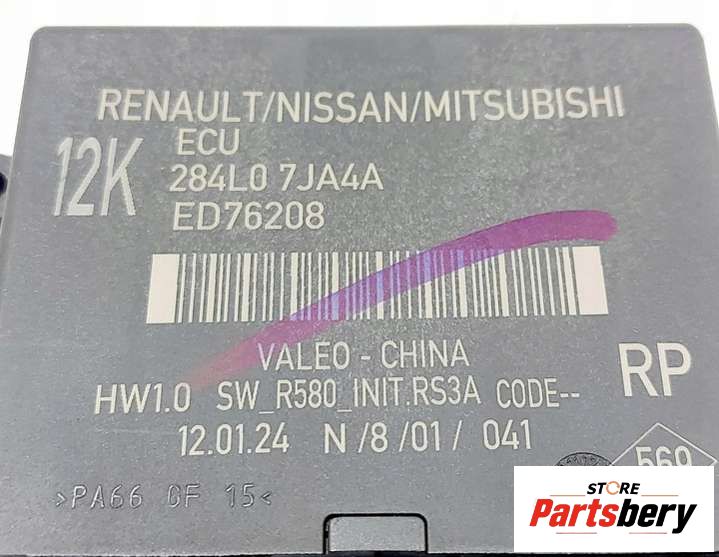 RENAULT/NISSAN/MITSUBISHI
12K
ECU
284L0 7JA4A
ED76208
VALEO - CHINA
RP
HW1.0 SW_R580_INIT.RS3A CODE--
12.01.24 N/8/01/ 041
569
>PA66 GF 15<
STORE
Partsbery